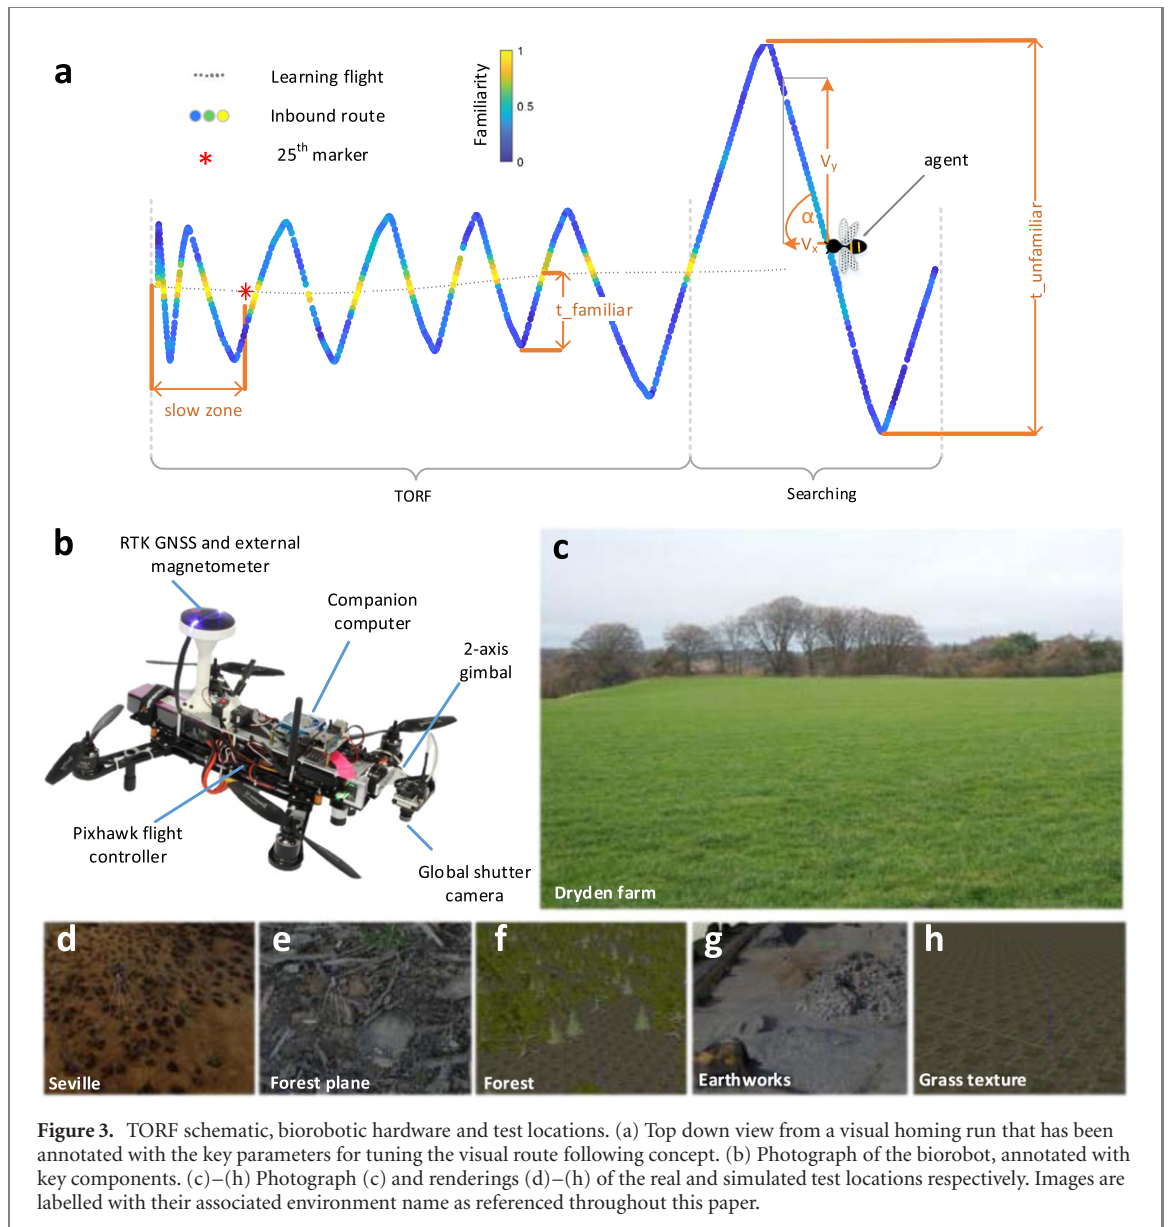 a
Learning flight
Inbound route
25th marker
Familiarity
1
0.5
0
agent
Vy
α
Vx
t_unfamiliar
t_familiar
slow zone
TORF
Searching
b
RTK GNSS and external
magnetometer
Companion
computer
2-axis
gimbal
Pixhawk flight
controller
Global shutter
camera
c
Dryden farm
d
Seville
e
Forest plane
f
Forest
g
Earthworks
h
Grass texture
Figure 3. TORF schematic, biorobotic hardware and test locations. (a) Top down view from a visual homing run that has been
annotated with the key parameters for tuning the visual route following concept. (b) Photograph of the biorobot, annotated with
key components. (c)–(h) Photograph (c) and renderings (d)–(h) of the real and simulated test locations respectively. Images are
labelled with their associated environment name as referenced throughout this paper.